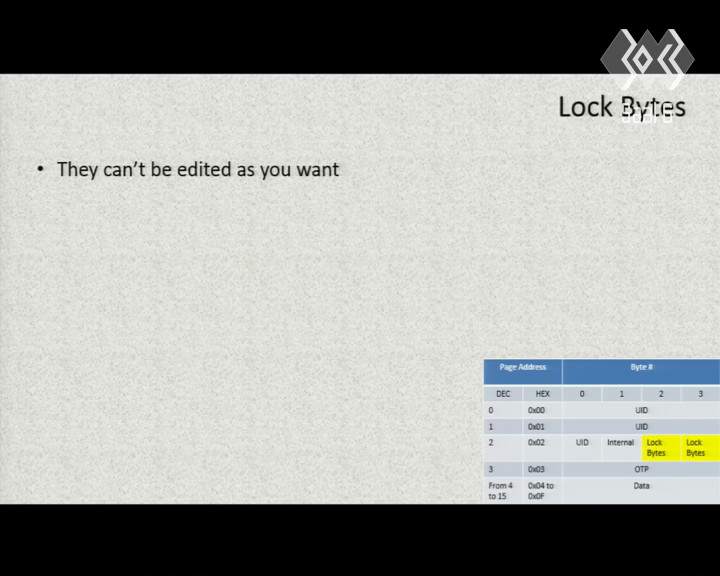 Lock Bytes
• They can't be edited as you want
Page Address Byte #
DEC HEX 0 1 2 3
0 0x00 UID
1 0x01 UID
2 0x02 UID Internal Lock Bytes Lock Bytes
3 0x03 OTP
From 4 to 15 0x04 to 0x0F Data